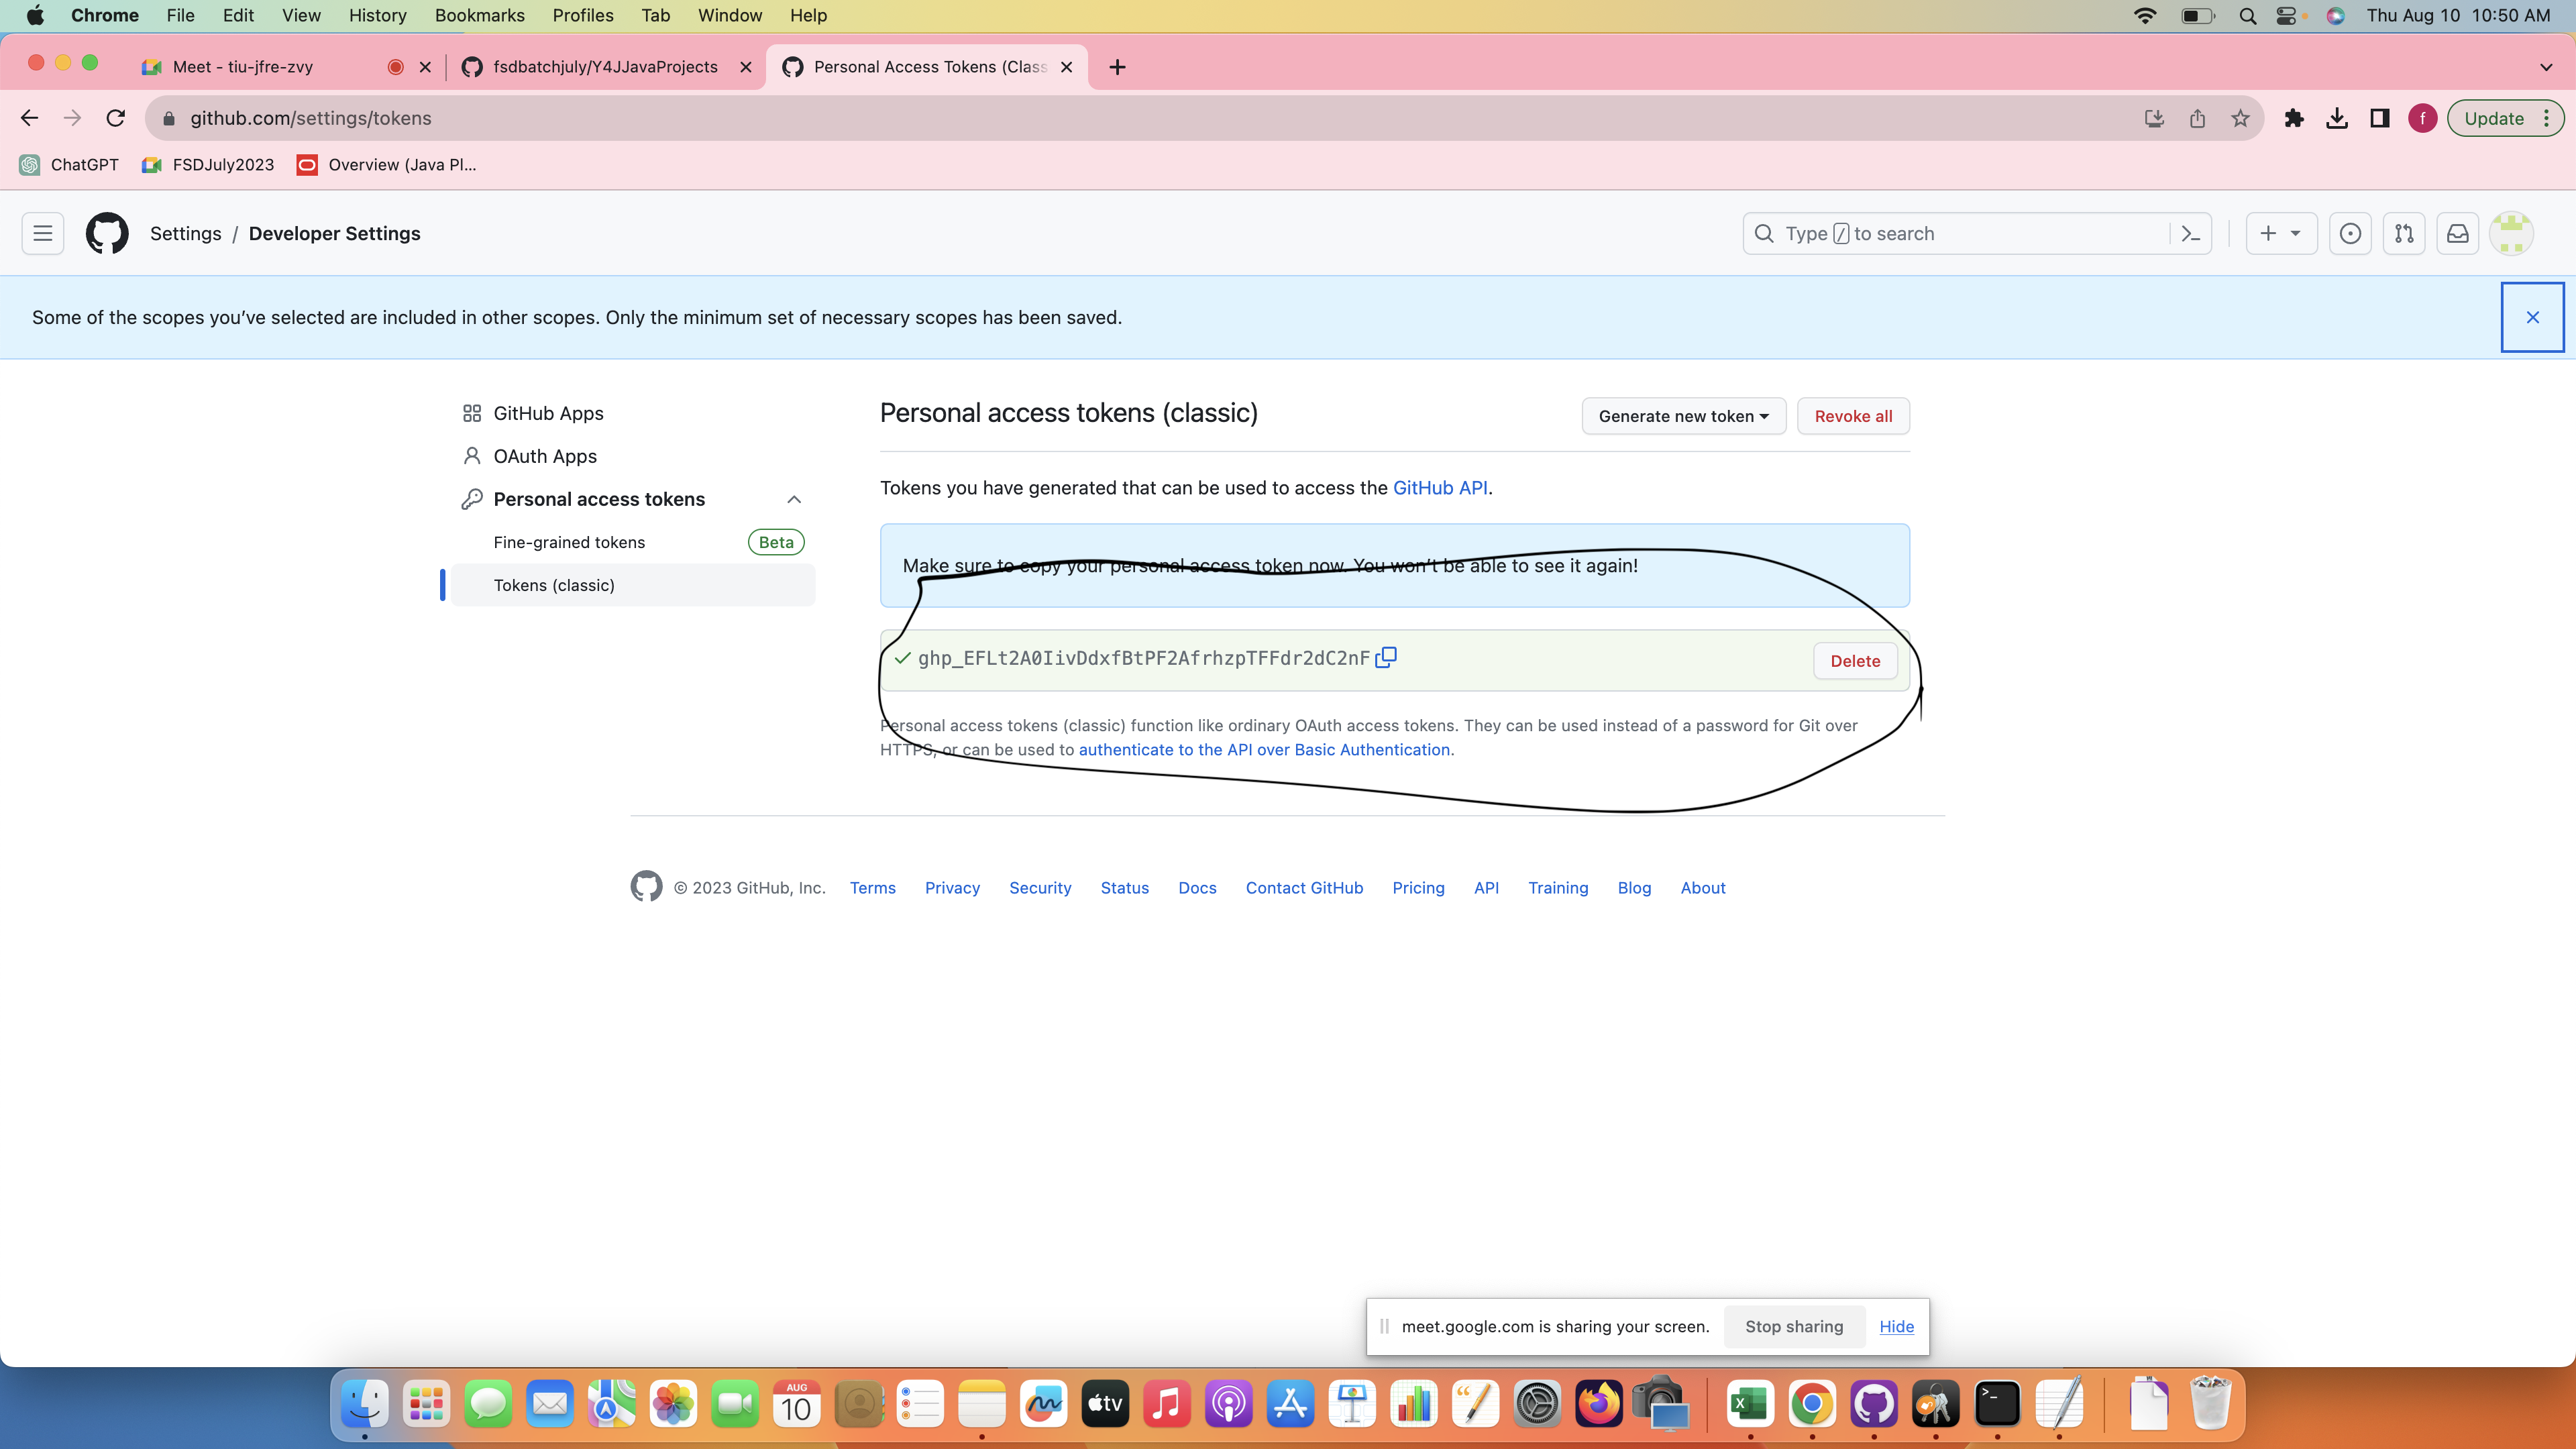 Chrome File Edit View History Bookmarks Profiles Tab Window Help Thu Aug 10 10:50 AM
Meet - tiu-jfre-zvy fsdbatchjuly/Y4JJavaProjects Personal Access Tokens (Class
github.com/settings/tokens f Update
ChatGPT FSDJuly2023 Overview (Java Pl...
Settings / Developer Settings Type / to search
Some of the scopes you’ve selected are included in other scopes. Only the minimum set of necessary scopes has been saved.
GitHub Apps
OAuth Apps
Personal access tokens
Fine-grained tokens Beta
Tokens (classic)
Personal access tokens (classic) Generate new token Revoke all
Tokens you have generated that can be used to access the GitHub API.
Make sure to copy your personal access token now. You won’t be able to see it again!
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 Delete
Personal access tokens (classic) function like ordinary OAuth access tokens. They can be used instead of a password for Git over
HTTPS, or can be used to authenticate to the API over Basic Authentication.
© 2023 GitHub, Inc. Terms Privacy Security Status Docs Contact GitHub Pricing API Training Blog About
meet.google.com is sharing your screen. Stop sharing Hide
AUG
10
tv
X
>_